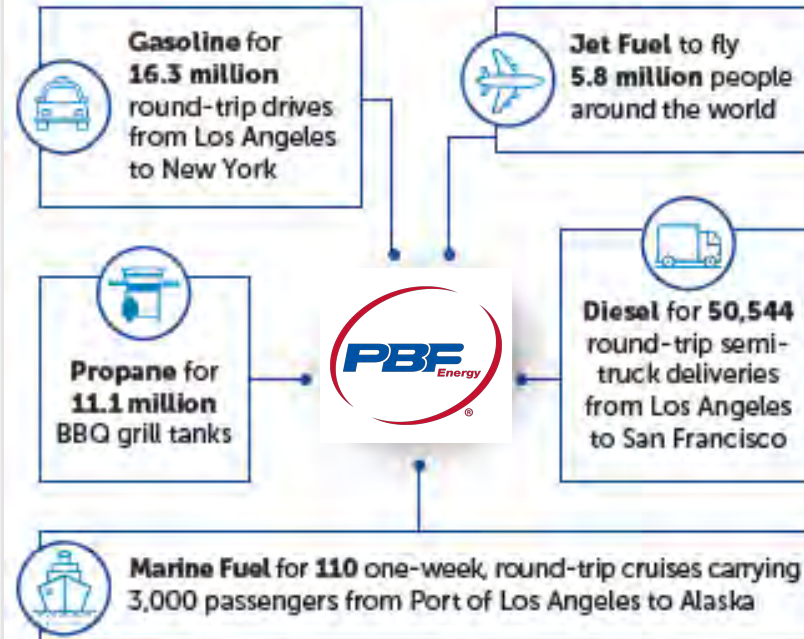 Gasoline for
16.3 million
round-trip drives
from Los Angeles
to New York
Jet Fuel to fly
5.8 million people
around the world
Propane for
11.1 million
BBQ grill tanks
PBF
Energy
®
Diesel for 50,544
round-trip semi-
truck deliveries
from Los Angeles
to San Francisco
Marine Fuel for 110 one-week, round-trip cruises carrying
3,000 passengers from Port of Los Angeles to Alaska